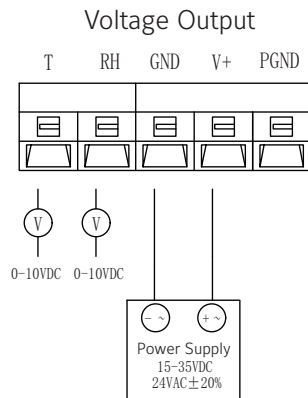 Voltage Output
T RH GND V+ PGND
V V
0-10VDC 0-10VDC
- ~ + ~
Power Supply
15-35VDC
24VAC±20%